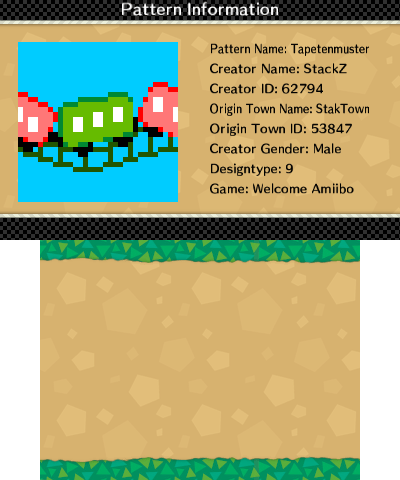 Pattern Information
Pattern Name: Tapetenmuster
Creator Name: StackZ
Creator ID: 62794
Origin Town Name: StakTown
Origin Town ID: 53847
Creator Gender: Male
Designtype: 9
Game: Welcome Amiibo